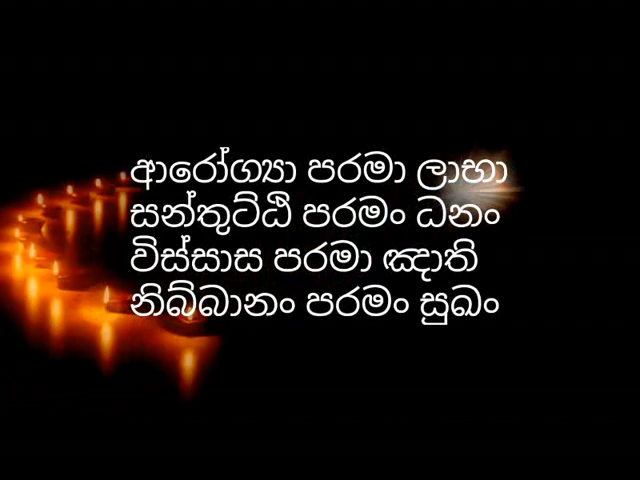 ආරෝග්‍යා පරමා ලාභා
සන්තුට්ඨි පරමං ධනං
විස්සාස පරමා ඤාති
නිබ්බානං පරමං සුඛං